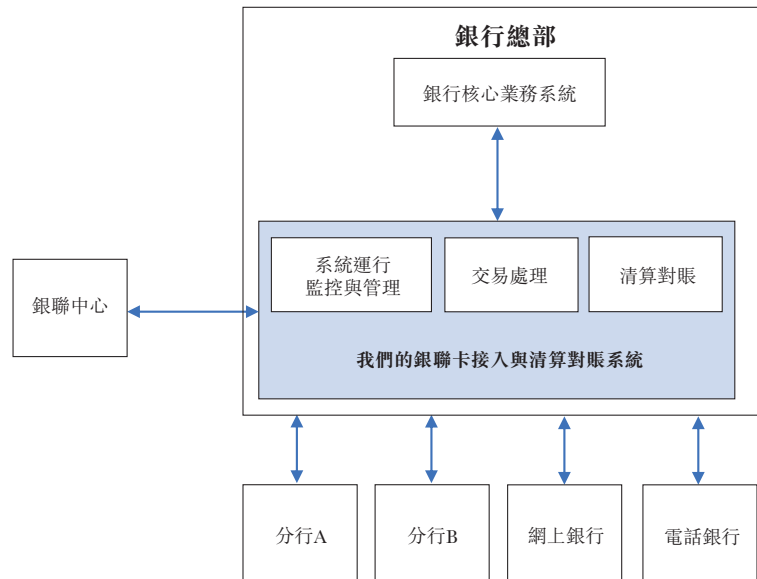 銀行總部
銀行核心業務系統
系統運行
監控與管理
交易處理
清算對賬
銀聯中心
我們的銀聯卡接入與清算對賬系統
分行A
分行B
網上銀行
電話銀行